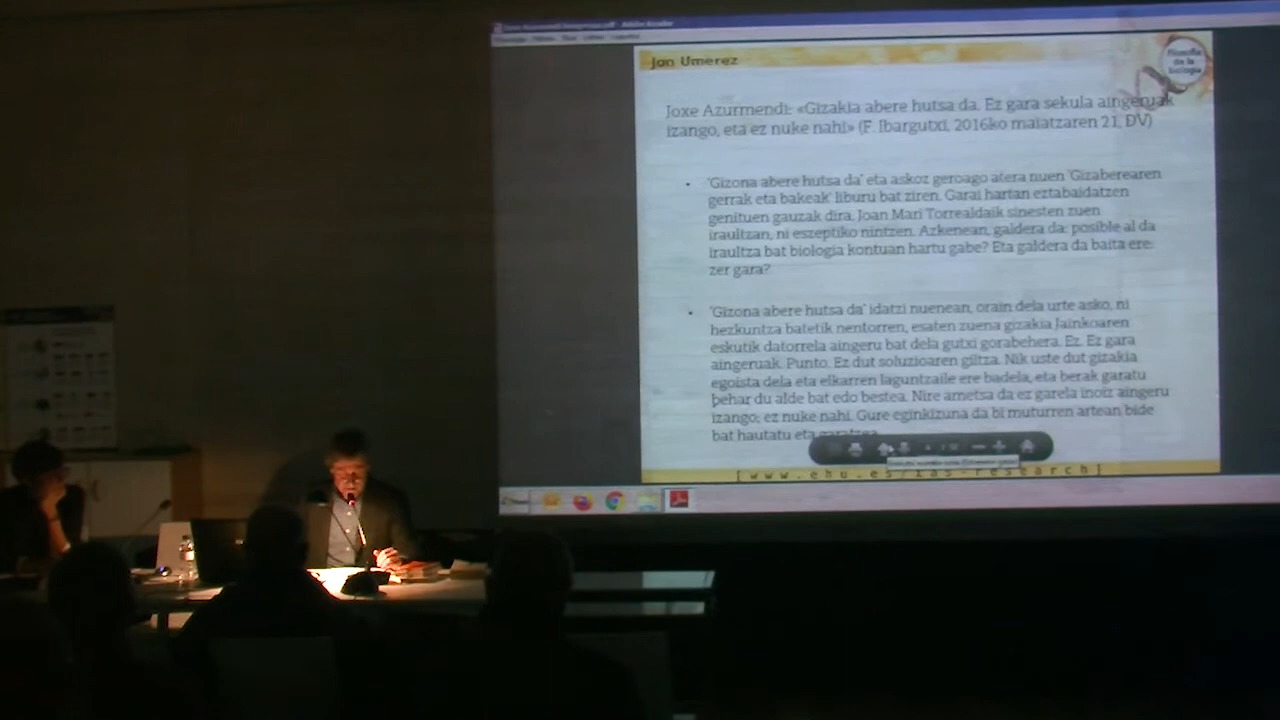 Jon Umerez
Filosofía
de la
biología
Joxe Azurmendi: «Gizakia abere hutsa da. Ez gara sekula aingeruak
izango, eta ez nuke nahi» (F. Ibargutxi, 2016ko maiatzaren 21, DV)
• 'Gizona abere hutsa da' eta askoz geroago atera nuen 'Gizaberearen
gerrak eta bakeak' liburu bat ziren. Garai hartan eztabaidatzen
genituen gauzak dira. Joan Mari Torrealdaik sinesten zuen
iraultzan, ni eszeptiko nintzen. Azkenean, galdera da: posible al da
iraultza bat biologia kontuan hartu gabe? Eta galdera da baita ere:
zer gara?
• 'Gizona abere hutsa da' idatzi nuenean, orain dela urte asko, ni
hezkuntza batetik nentorren, esaten zuena gizakia Jainkoaren
eskutik datorrela aingeru bat dela gutxi gorabehera. Ez. Ez gara
aingeruak. Punto. Ez dut soluzioaren giltza. Nik uste dut gizakia
egoista dela eta elkarren laguntzaile ere badela, eta berak garatu
behar du alde bat edo bestea. Nire ametsa da ez garela inoiz aingeru
izango; ez nuke nahi. Gure eginkizuna da bi muturren artean bide
bat hautatu eta garatzea
[www.ehu.es/ias-research]